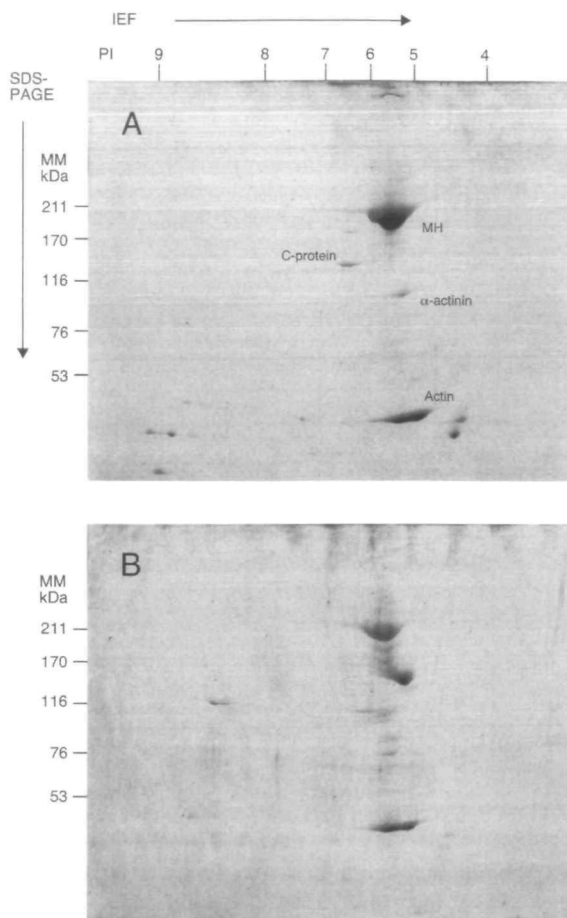 IEF
PI 9 8 7 6 5 4
SDS-
PAGE
A
MM
kDa
211
MH
170
C-protein
116
α-actinin
76
53
Actin
B
MM
kDa
211
170
116
76
53